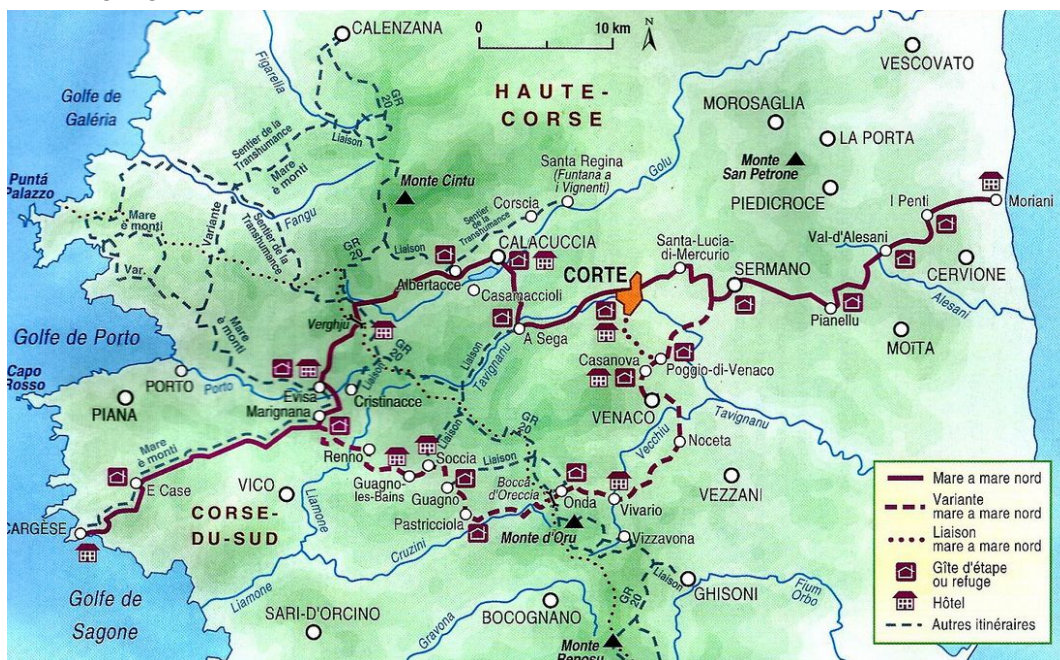 CALENZANA
0
10 km
N
VESCOVATO
Golfe de
Galéria
Figarella
GR
20
HAUTE-
CORSE
MOROSAGLIA
LA PORTA
Liaison
Sentier de
la Transhumance
Mare
è monti
Santa Regina
(Funtana a
i Vignenti)
Golu
Monte
San Petrone
Puntá
Palazzo
Monte Cintu
PIEDICROCE
Moriani
I Penti
Fangu
Corscia
Sentier
de la
Transhumance
Mare
è monti
Variante
Sentier de la
Transhumance
GR
20
Liaison
CALACUCCIA
Santa-Lucia-
di-Mercurio
Val-d'Alesani
CERVIONE
Var.
Albertacce
CORTE
SERMANO
Casamaccioli
Alesani
Verghju
A Sega
Pianellu
MOÏTA
Golfe de Porto
Mare
è monti
GR
20
Liaison
Tavignanu
Casanova
Poggio-di-Venaco
Capo
Rosso
PORTO
Porto
Evisa
Liaison
Cristinacce
PIANA
Marignana
VENACO
Tavignanu
GR
20
Mare
è monti
Renno
Soccia
Liaison
Liaison
Vecchiu
Noceta
E Case
VICO
Guagno-
les-Bains
Guagno
Bocca
d'Oreccia
Onda
Vivario
VEZZANI
CARGÈSE
CORSE-
DU-SUD
Liamone
Pastricciola
Monte d'Oru
Vizzavona
Cruzini
Golfe de
Sagone
Liamone
SARI-D'ORCINO
Gravona
BOCOGNANO
GR
20
Liaison
GHISONI
Fium
Orbo
Monte
Renosu
Mare a mare nord
Variante
mare a mare nord
Liaison
mare a mare nord
Gîte d'étape
ou refuge
Hôtel
Autres itinéraires